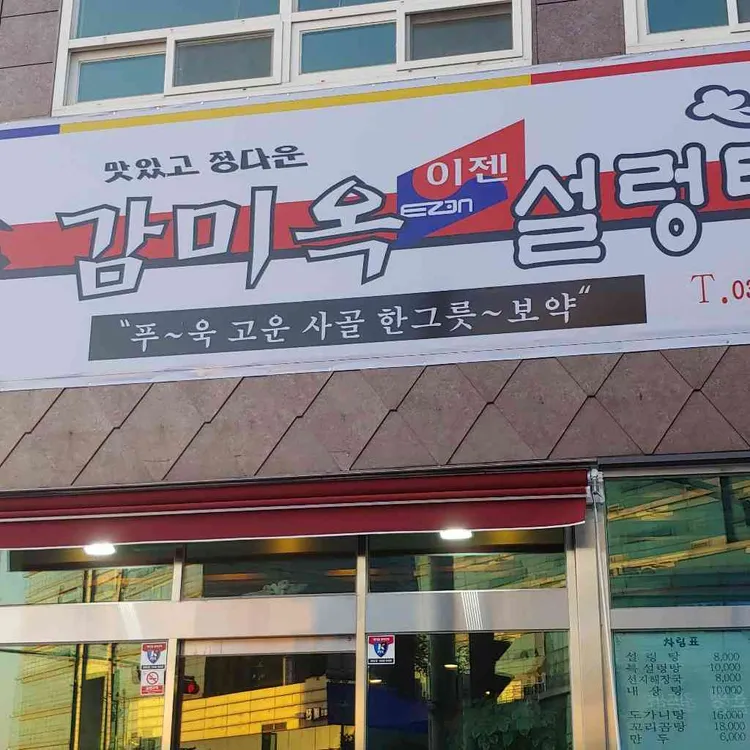 맛있고 정다운
감미옥 이젠 설렁
EZ3n
T.03
"푸~욱 고운 사골 한그릇~보약"
차림표
설렁탕 8,000
특설렁탕 10,000
선지해장국 8,000
내장탕 10,000
도가니탕 16,000
꼬리곰탕 18,000
만두 6,000